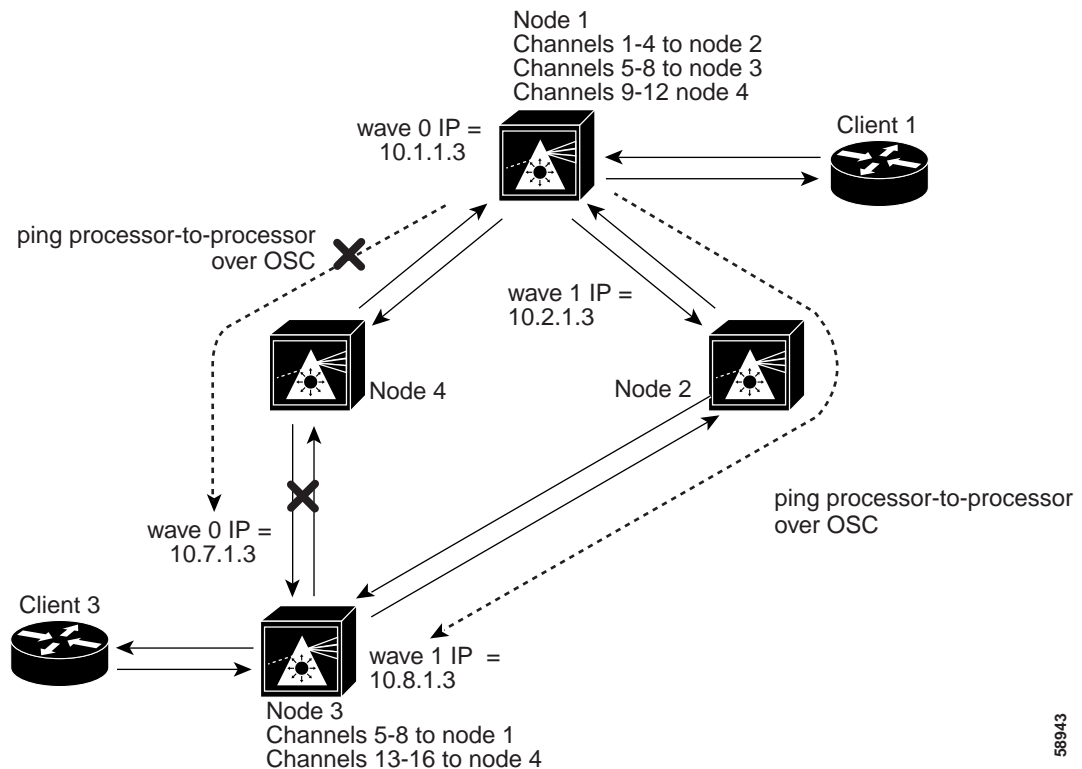 Node 1
Channels 1-4 to node 2
Channels 5-8 to node 3
Channels 9-12 node 4
wave 0 IP =
10.1.1.3
Client 1
ping processor-to-processor
over OSC
wave 1 IP =
10.2.1.3
Node 4
Node 2
ping processor-to-processor
over OSC
wave 0 IP =
10.7.1.3
Client 3
wave 1 IP =
10.8.1.3
Node 3
Channels 5-8 to node 1
Channels 13-16 to node 4
58943